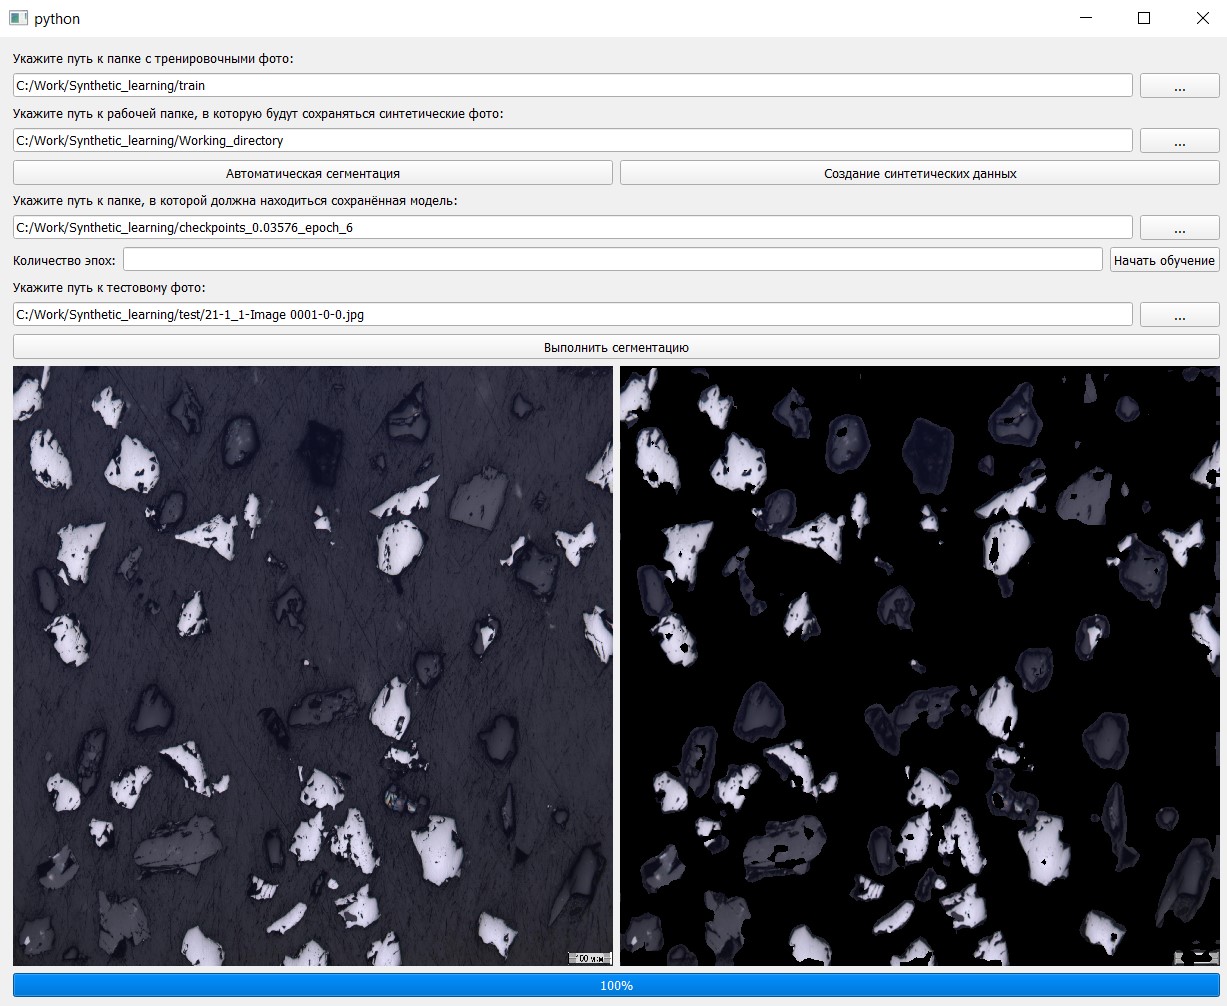 python
Укажите путь к папке с тренировочными фото:
C:/Work/Synthetic_learning/train
...
Укажите путь к рабочей папке, в которую будут сохраняться синтетические фото:
C:/Work/Synthetic_learning/Working_directory
...
Автоматическая сегментация
Создание синтетических данных
Укажите путь к папке, в которой должна находиться сохранённая модель:
C:/Work/Synthetic_learning/checkpoints_0.03576_epoch_6
...
Количество эпох:
Начать обучение
Укажите путь к тестовому фото:
C:/Work/Synthetic_learning/test/21-1_1-Image 0001-0-0.jpg
...
Выполнить сегментацию
100 мкм
100%